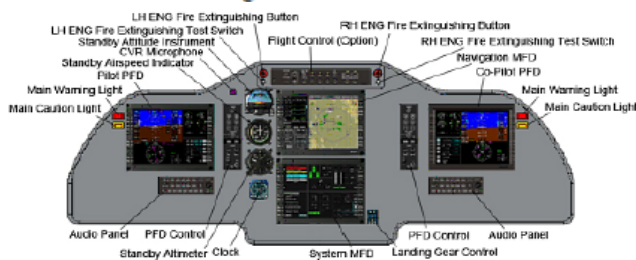 LH ENG Fire Extinguishing Button
LH ENG Fire Extinguishing Test Switch
Standby Attitude Instrument
CVR Microphone
Standby Airspeed Indicator
Pilot PFD
Main Warning Light
Main Caution Light
Flight Control (Option)
RH ENG Fire Extinguishing Button
RH ENG Fire Extinguishing Test Switch
Navigation MFD
Co-Pilot PFD
Main Warning Light
Main Caution Light
Audio Panel
PFD Control
Standby Altimeter
Clock
System MFD
Landing Gear Control
PFD Control
Audio Panel